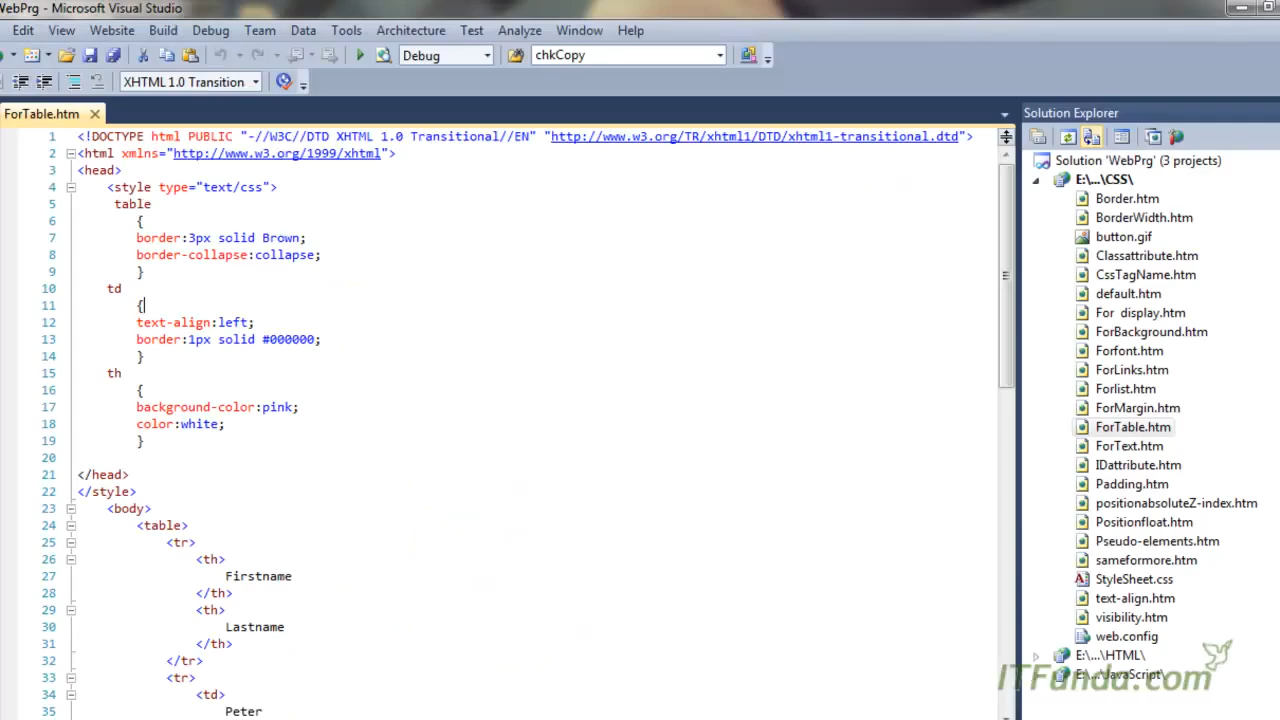 WebPrg - Microsoft Visual Studio
Edit View Website Build Debug Team Data Tools Architecture Test Analyze Window Help
Debug chkCopy
XHTML 1.0 Transition
ForTable.htm
1 <!DOCTYPE html PUBLIC "-//W3C//DTD XHTML 1.0 Transitional//EN" "http://www.w3.org/TR/xhtml1/DTD/xhtml1-transitional.dtd">
2 <html xmlns="http://www.w3.org/1999/xhtml">
3 <head>
4 <style type="text/css">
5 table
6 {
7 border:3px solid Brown;
8 border-collapse:collapse;
9 }
10 td
11 {
12 text-align:left;
13 border:1px solid #000000;
14 }
15 th
16 {
17 background-color:pink;
18 color:white;
19 }
20
21 </head>
22 </style>
23 <body>
24 <table>
25 <tr>
26 <th>
27 Firstname
28 </th>
29 <th>
30 Lastname
31 </th>
32 </tr>
33 <tr>
34 <td>
35 Peter
Solution Explorer
Solution 'WebPrg' (3 projects)
E:\...\CSS\
Border.htm
BorderWidth.htm
button.gif
Classattribute.htm
CssTagName.htm
default.htm
For display.htm
ForBackground.htm
Forfont.htm
ForLinks.htm
Forlist.htm
ForMargin.htm
ForTable.htm
ForText.htm
IDattribute.htm
Padding.htm
positionabsoluteZ-index.htm
Positionfloat.htm
Pseudo-elements.htm
sameformore.htm
StyleSheet.css
text-align.htm
visibility.htm
web.config
E:\...\HTML\
E:\...\JavaScript\
ITFunda.com